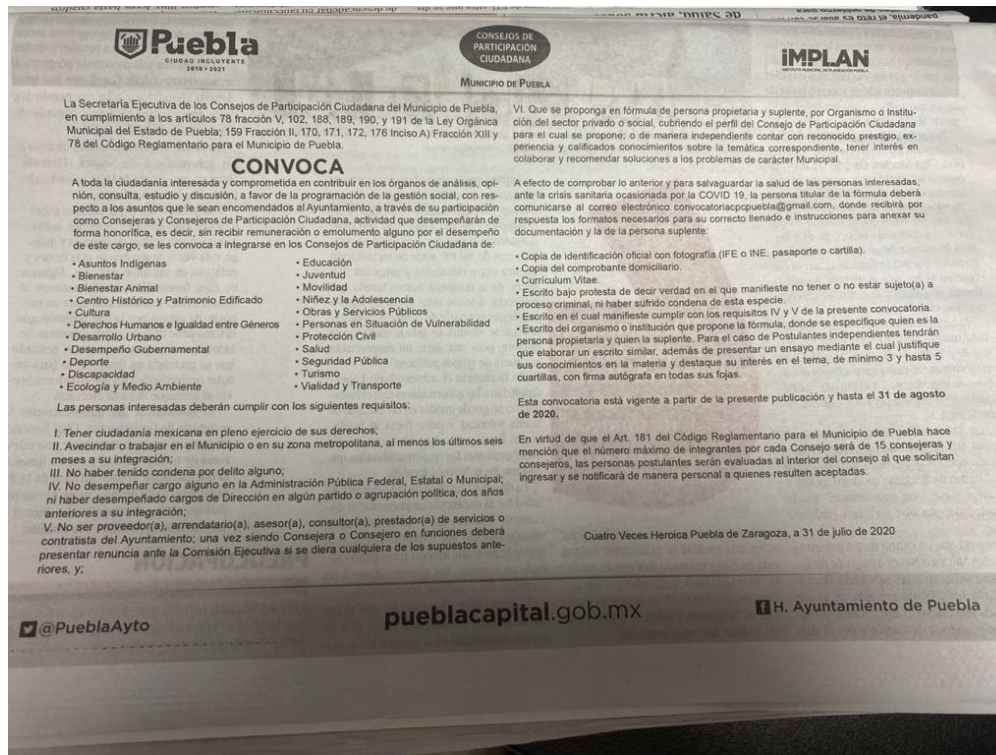 Puebla
CIUDAD INCLUYENTE
2018 • 2021
CONSEJOS DE
PARTICIPACIÓN
CIUDADANA
MUNICIPIO DE PUEBLA
iMPLAN
INSTITUTO MUNICIPAL DE PLANEACIÓN PUEBLA
La Secretaria Ejecutiva de los Consejos de Participación Ciudadana del Municipio de Puebla,
en cumplimiento a los artículos 78 fracción V, 102, 188, 189, 190, y 191 de la Ley Orgánica
Municipal del Estado de Puebla; 159 Fracción II, 170, 171, 172, 176 Inciso A) Fracción XIII y
78 del Código Reglamentario para el Municipio de Puebla.
CONVOCA
A toda la ciudadanía interesada y comprometida en contribuir en los órganos de análisis, opi-
nión, consulta, estudio y discusión, a favor de la programación de la gestión social, con res-
pecto a los asuntos que le sean encomendados al Ayuntamiento, a través de su participación
como Consejeras y Consejeros de Participación Ciudadana, actividad que desempeñarán de
forma honorífica, es decir, sin recibir remuneración o emolumento alguno por el desempeño
de este cargo, se les convoca a integrarse en los Consejos de Participación Ciudadana de:
• Asuntos Indígenas
• Bienestar
• Bienestar Animal
• Centro Histórico y Patrimonio Edificado
• Cultura
• Derechos Humanos e Igualdad entre Géneros
• Desarrollo Urbano
• Desempeño Gubernamental
• Deporte
• Discapacidad
• Ecología y Medio Ambiente
• Educación
• Juventud
• Movilidad
• Niñez y la Adolescencia
• Obras y Servicios Públicos
• Personas en Situación de Vulnerabilidad
• Protección Civil
• Salud
• Seguridad Pública
• Turismo
• Vialidad y Transporte
Las personas interesadas deberán cumplir con los siguientes requisitos:
I. Tener ciudadanía mexicana en pleno ejercicio de sus derechos;
II. Avecindar o trabajar en el Municipio o en su zona metropolitana, al menos los últimos seis
meses a su integración;
III. No haber tenido condena por delito alguno;
IV. No desempeñar cargo alguno en la Administración Pública Federal, Estatal o Municipal;
ni haber desempeñado cargos de Dirección en algún partido o agrupación política, dos años
anteriores a su integración;
V. No ser proveedor(a), arrendatario(a), asesor(a), consultor(a), prestador(a) de servicios o
contratista del Ayuntamiento; una vez siendo Consejera o Consejero en funciones deberá
presentar renuncia ante la Comisión Ejecutiva si se diera cualquiera de los supuestos ante-
riores, y;
VI. Que se proponga en fórmula de persona propietaria y suplente, por Organismo o Institu-
ción del sector privado o social, cubriendo el perfil del Consejo de Participación Ciudadana
para el cual se propone; o de manera independiente contar con reconocido prestigio, ex-
periencia y calificados conocimientos sobre la temática correspondiente, tener interés en
colaborar y recomendar soluciones a los problemas de carácter Municipal.
A efecto de comprobar lo anterior y para salvaguardar la salud de las personas interesadas,
ante la crisis sanitaria ocasionada por la COVID 19, la persona titular de la fórmula deberá
comunicarse al correo electrónico convocatoriacpcpuebla@gmail.com, donde recibirá por
respuesta los formatos necesarios para su correcto llenado e instrucciones para anexar su
documentación y la de la persona suplente:
• Copia de identificación oficial con fotografía (IFE o INE, pasaporte o cartilla).
• Copia del comprobante domiciliario.
• Currículum Vitae.
• Escrito bajo protesta de decir verdad en el que manifieste no tener o no estar sujeto(a) a
proceso criminal, ni haber sufrido condena de esta especie.
• Escrito en el cual manifieste cumplir con los requisitos IV y V de la presente convocatoria.
• Escrito del organismo o institución que propone la fórmula, donde se especifique quien es la
persona propietaria y quien la suplente. Para el caso de Postulantes independientes tendrán
que elaborar un escrito similar, además de presentar un ensayo mediante el cual justifique
sus conocimientos en la materia y destaque su interés en el tema, de mínimo 3 y hasta 5
cuartillas, con firma autógrafa en todas sus fojas.
Esta convocatoria está vigente a partir de la presente publicación y hasta el 31 de agosto
de 2020.
En virtud de que el Art. 181 del Código Reglamentario para el Municipio de Puebla hace
mención que el número máximo de integrantes por cada Consejo será de 15 consejeras y
consejeros, las personas postulantes serán evaluadas al interior del consejo al que solicitan
ingresar y se notificará de manera personal a quienes resulten aceptadas.
Cuatro Veces Heroica Puebla de Zaragoza, a 31 de julio de 2020
@PueblaAyto
pueblacapital.gob.mx
H. Ayuntamiento de Puebla